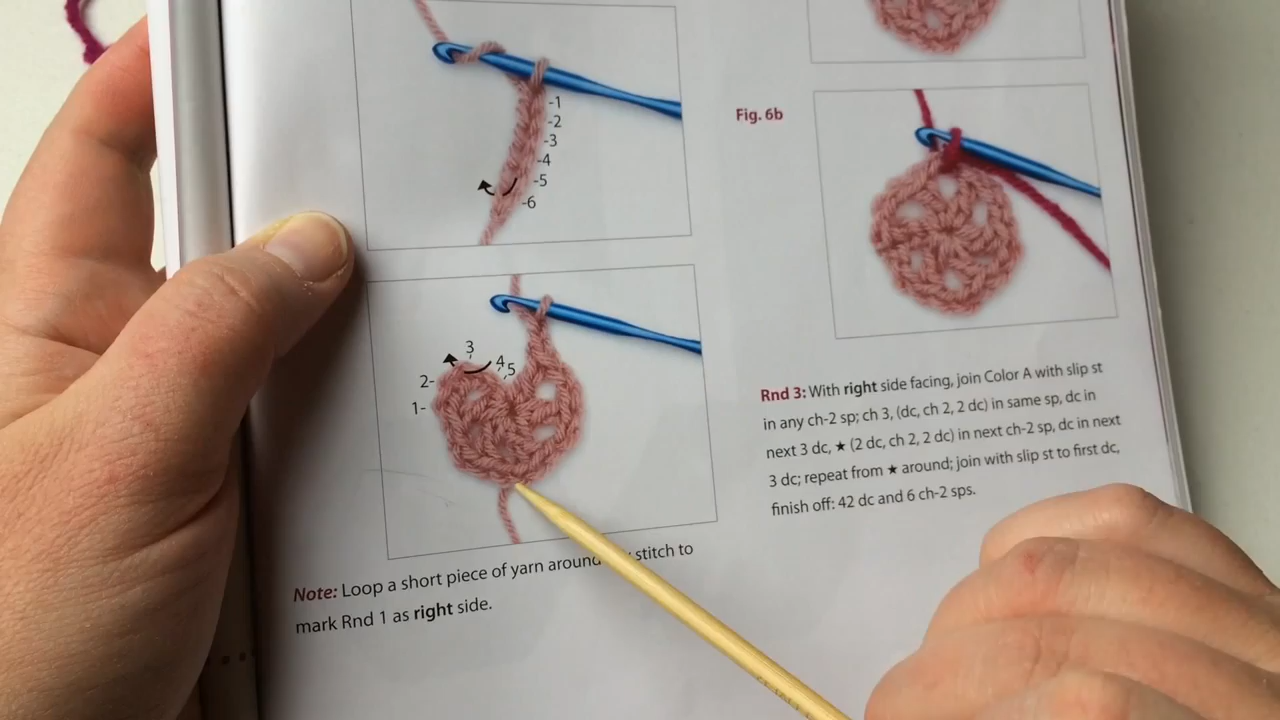 -1
-2
-3
-4
-5
-6
3
4
5
2-
1-
Note: Loop a short piece of yarn around stitch to
mark Rnd 1 as right side.
Fig. 6b
Rnd 3: With right side facing, join Color A with slip st
in any ch-2 sp; ch 3, (dc, ch 2, 2 dc) in same sp, dc in
next 3 dc, ★ (2 dc, ch 2, 2 dc) in next ch-2 sp, dc in next
3 dc; repeat from ★ around; join with slip st to first dc,
finish off: 42 dc and 6 ch-2 sps.